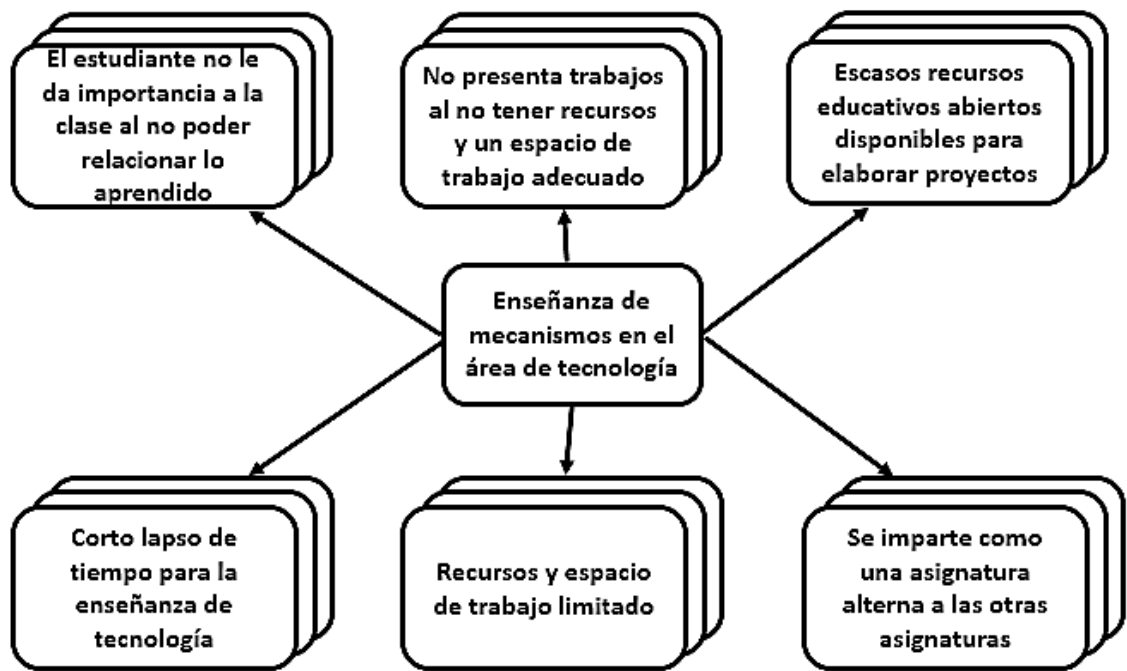 El estudiante no le
da importancia a la
clase al no poder
relacionar lo
aprendido
No presenta trabajos
al no tener recursos
y un espacio de
trabajo adecuado
Escasos recursos
educativos abiertos
disponibles para
elaborar proyectos
Enseñanza de
mecanismos en el
área de tecnología
Corto lapso de
tiempo para la
enseñanza de
tecnología
Recursos y espacio
de trabajo limitado
Se imparte como
una asignatura
alterna a las otras
asignaturas